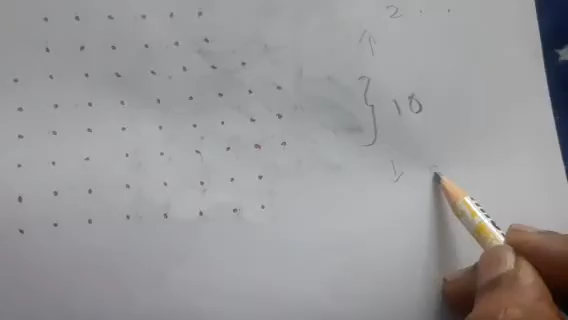 2 . .
↑
} 10
↓